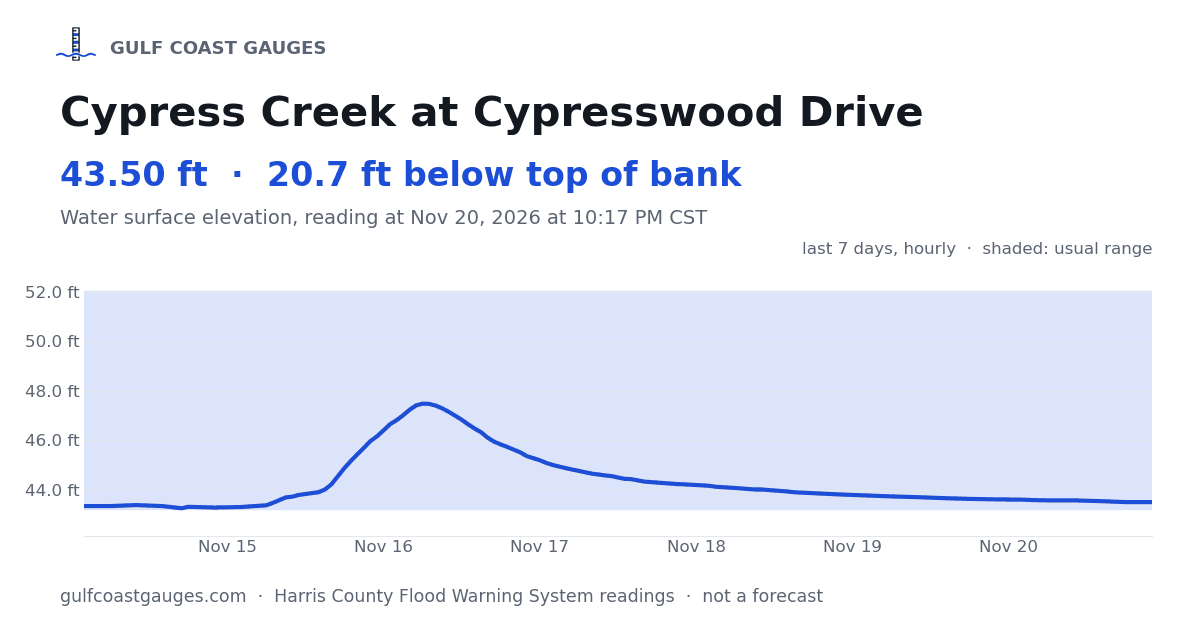 GULF COAST GAUGES
Cypress Creek at Cypresswood Drive
43.50 ft · 20.7 ft below top of bank
Water surface elevation, reading at Nov 20, 2026 at 10:17 PM CST
last 7 days, hourly · shaded: usual range
52.0 ft
50.0 ft
48.0 ft
46.0 ft
44.0 ft
Nov 15 Nov 16 Nov 17 Nov 18 Nov 19 Nov 20
gulfcoastgauges.com · Harris County Flood Warning System readings · not a forecast